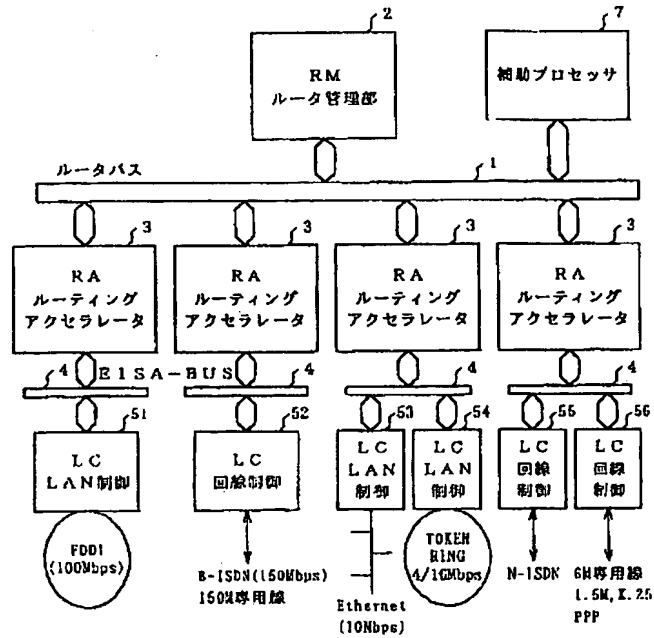 2
7
RM
ルータ管理部
補助プロセッサ
ルータバス
1
3
3
3
3
RA
ルーティング
アクセラレータ
RA
ルーティング
アクセラレータ
RA
ルーティング
アクセラレータ
RA
ルーティング
アクセラレータ
4
EISA-BUS
4
4
4
51
52
53
54
55
56
LC
LAN制御
LC
回線制御
LC
LAN
制御
LC
LAN
制御
LC
回線
制御
LC
回線
制御
FDDI
(100Mbps)
B-ISDN(150Mbps)
150M専用線
Ethernet
(10Mbps)
TOKEN
RING
4/16Mbps
N-ISDN
6M専用線
1.5M,X.25
PPP